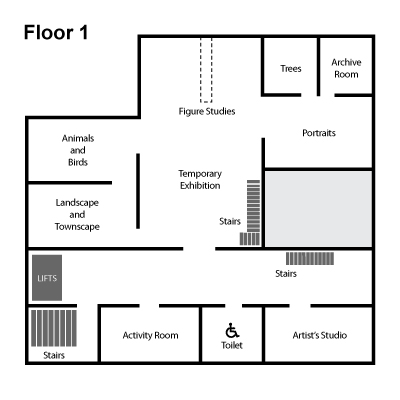 Floor 1
Trees
Archive
Room
Figure Studies
Portraits
Animals
and
Birds
Temporary
Exhibition
Landscape
and
Townscape
Stairs
Stairs
LIFTS
Activity Room
Toilet
Artist's Studio
Stairs